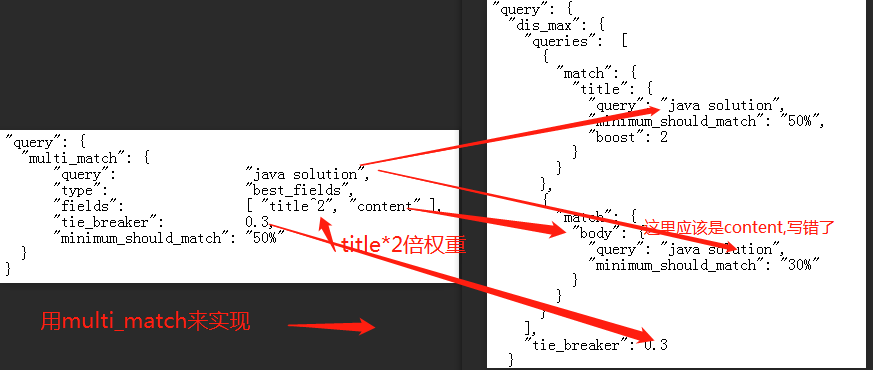 "query": {
"multi_match": {
"query": "java solution",
"type": "best_fields",
"fields": [ "title^2", "content" ],
"tie_breaker": 0.3,
"minimum_should_match": "50%"
}
}
title*2倍权重
用multi_match来实现
"query": {
"dis_max": {
"queries": [
{
"match": {
"title": {
"query": "java solution",
"minimum_should_match": "50%",
"boost": 2
}
}
},
{
"match": {
"body": {
这里应该是content,写错了
"query": "java solution",
"minimum_should_match": "30%"
}
}
}
],
"tie_breaker": 0.3
}